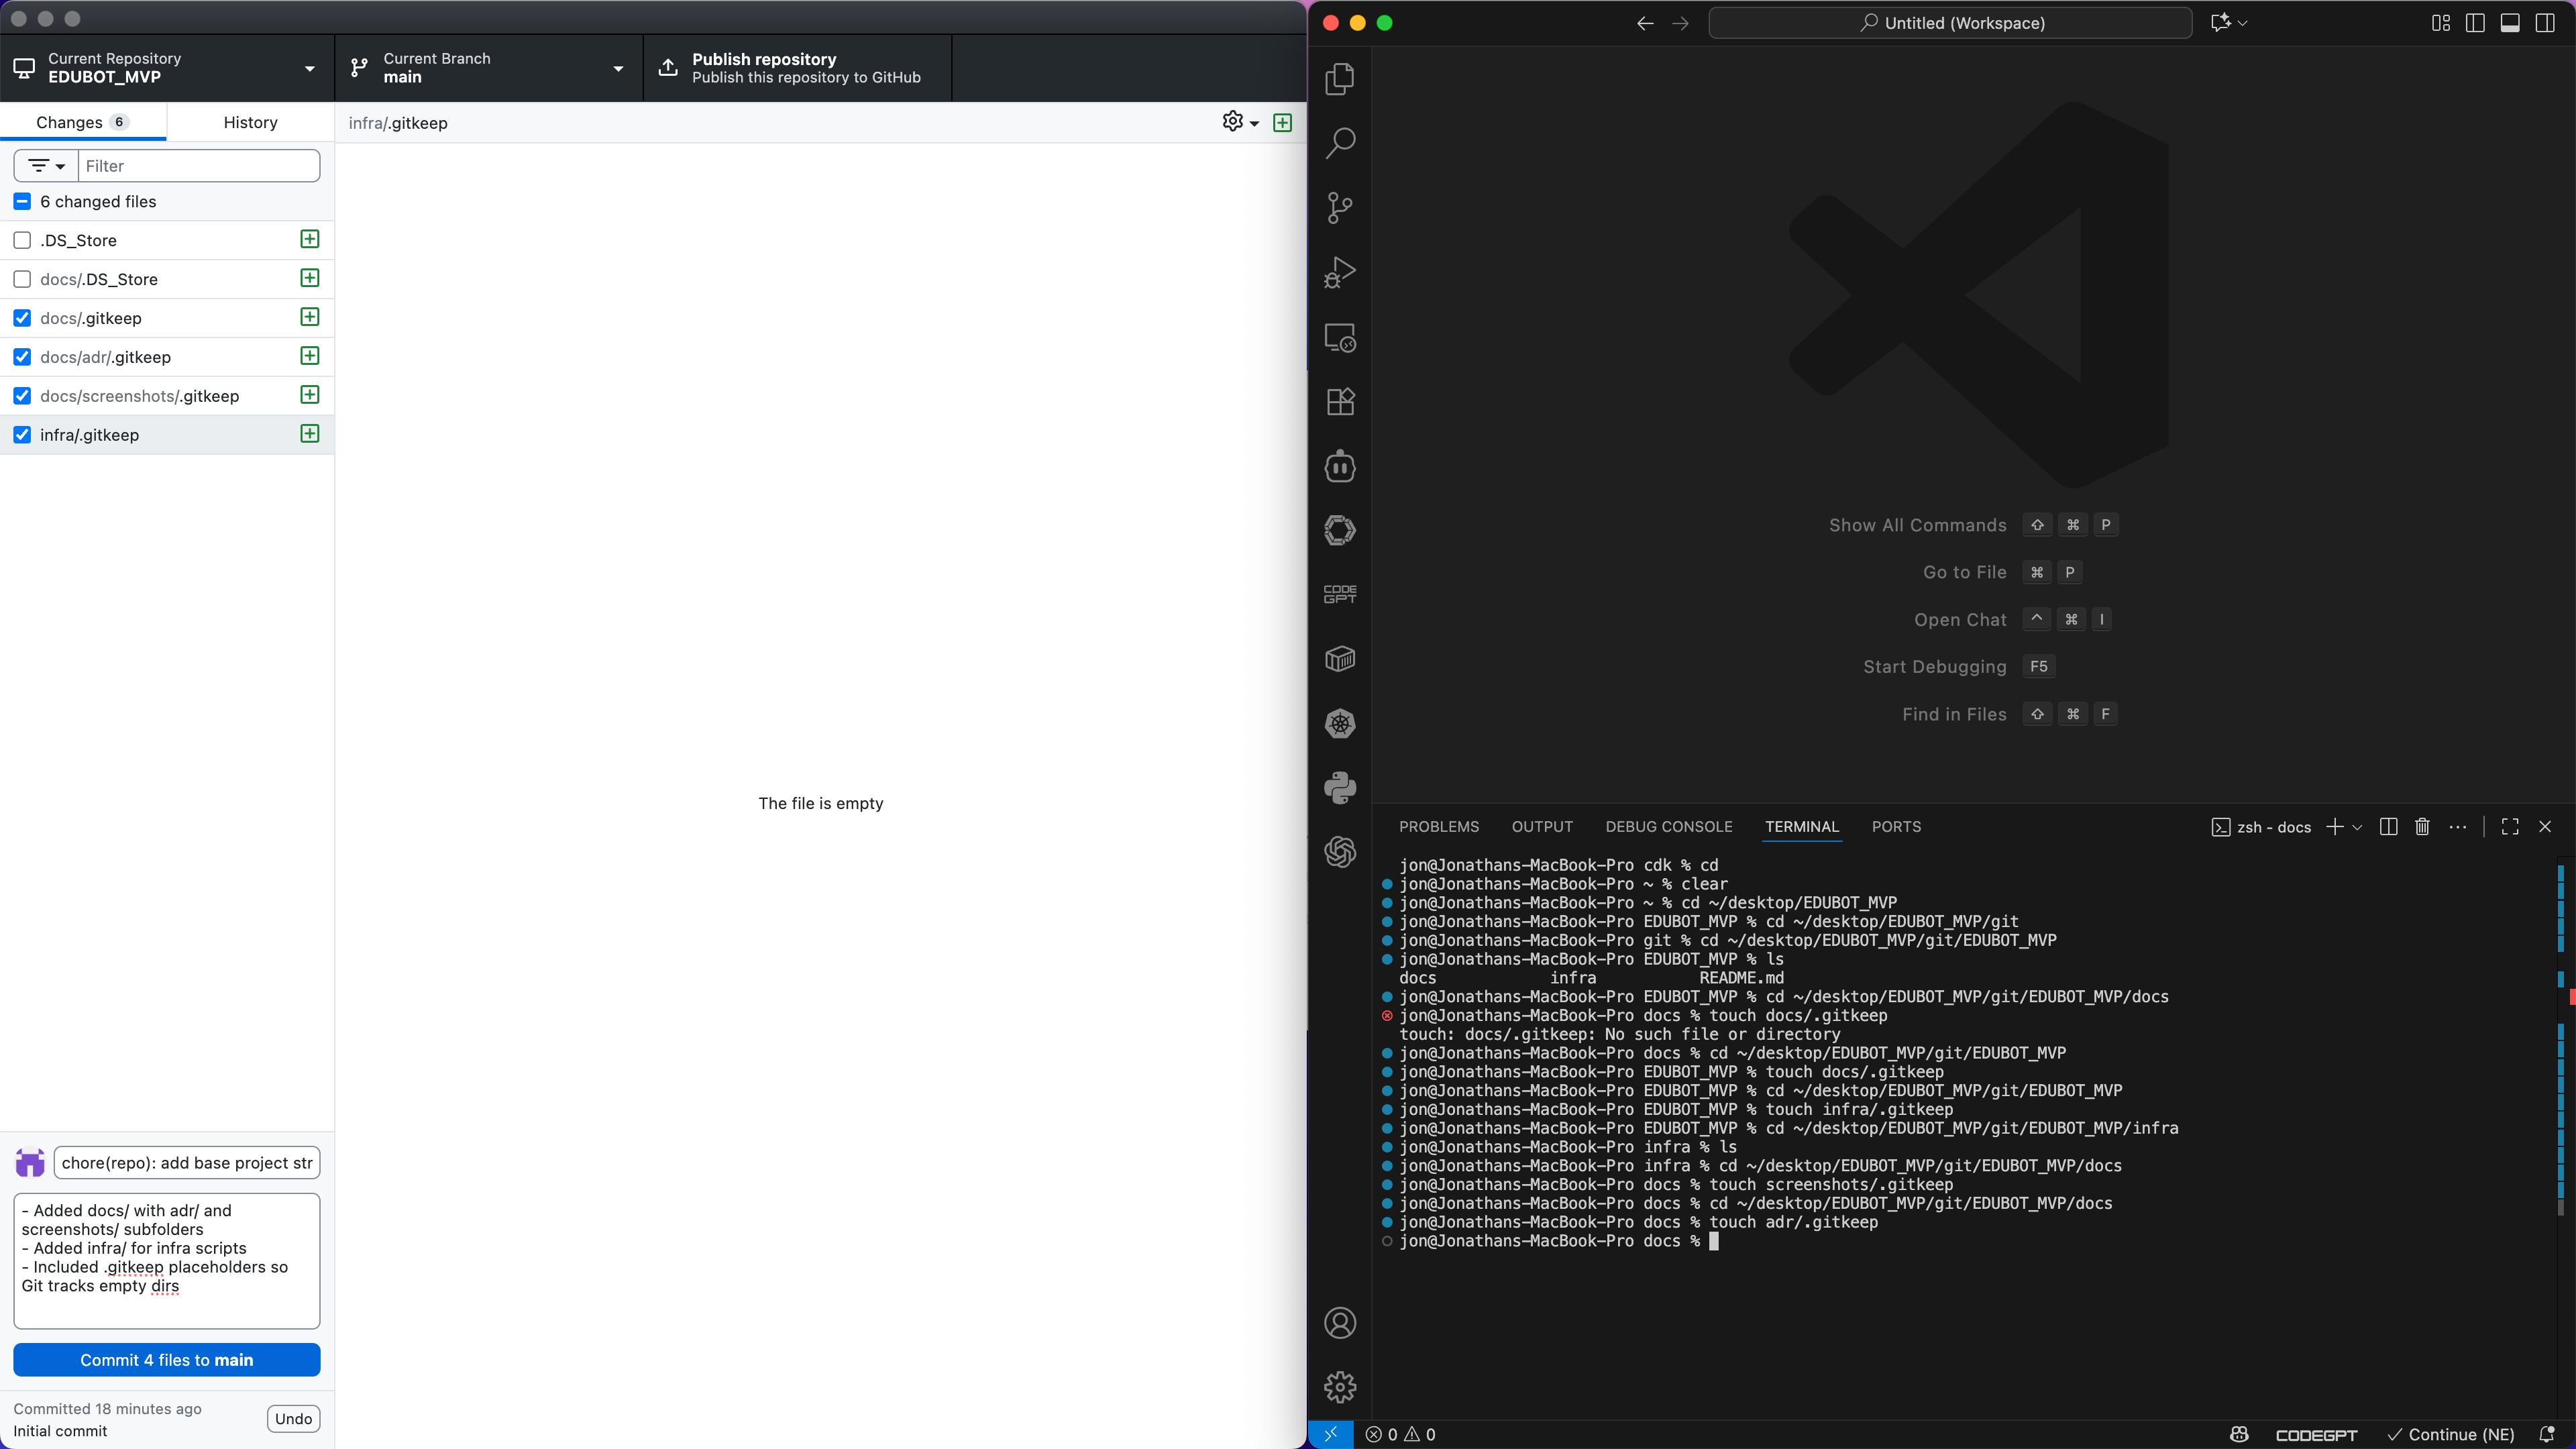 Current Repository
EDUBOT_MVP
Current Branch
main
Publish repository
Publish this repository to GitHub
Changes 6
History
infra/.gitkeep
Filter
6 changed files
.DS_Store
docs/.DS_Store
docs/.gitkeep
docs/adr/.gitkeep
docs/screenshots/.gitkeep
infra/.gitkeep
The file is empty
chore(repo): add base project str
- Added docs/ with adr/ and
screenshots/ subfolders
- Added infra/ for infra scripts
- Included .gitkeep placeholders so
Git tracks empty dirs
Commit 4 files to main
Committed 18 minutes ago
Initial commit
Undo
Untitled (Workspace)
CODE
GPT
Show All Commands ⇧ ⌘ P
Go to File ⌘ P
Open Chat ^ ⌘ I
Start Debugging F5
Find in Files ⇧ ⌘ F
PROBLEMS OUTPUT DEBUG CONSOLE TERMINAL PORTS
zsh - docs
jon@Jonathans-MacBook-Pro cdk % cd
jon@Jonathans-MacBook-Pro ~ % clear
jon@Jonathans-MacBook-Pro ~ % cd ~/desktop/EDUBOT_MVP
jon@Jonathans-MacBook-Pro EDUBOT_MVP % cd ~/desktop/EDUBOT_MVP/git
jon@Jonathans-MacBook-Pro git % cd ~/desktop/EDUBOT_MVP/git/EDUBOT_MVP
jon@Jonathans-MacBook-Pro EDUBOT_MVP % ls
docs infra README.md
jon@Jonathans-MacBook-Pro EDUBOT_MVP % cd ~/desktop/EDUBOT_MVP/git/EDUBOT_MVP/docs
jon@Jonathans-MacBook-Pro docs % touch docs/.gitkeep
touch: docs/.gitkeep: No such file or directory
jon@Jonathans-MacBook-Pro docs % cd ~/desktop/EDUBOT_MVP/git/EDUBOT_MVP
jon@Jonathans-MacBook-Pro EDUBOT_MVP % touch docs/.gitkeep
jon@Jonathans-MacBook-Pro EDUBOT_MVP % cd ~/desktop/EDUBOT_MVP/git/EDUBOT_MVP
jon@Jonathans-MacBook-Pro EDUBOT_MVP % touch infra/.gitkeep
jon@Jonathans-MacBook-Pro EDUBOT_MVP % cd ~/desktop/EDUBOT_MVP/git/EDUBOT_MVP/infra
jon@Jonathans-MacBook-Pro infra % ls
jon@Jonathans-MacBook-Pro infra % cd ~/desktop/EDUBOT_MVP/git/EDUBOT_MVP/docs
jon@Jonathans-MacBook-Pro docs % touch screenshots/.gitkeep
jon@Jonathans-MacBook-Pro docs % cd ~/desktop/EDUBOT_MVP/git/EDUBOT_MVP/docs
jon@Jonathans-MacBook-Pro docs % touch adr/.gitkeep
jon@Jonathans-MacBook-Pro docs %
0 0
CODEGPT
Continue (NE)